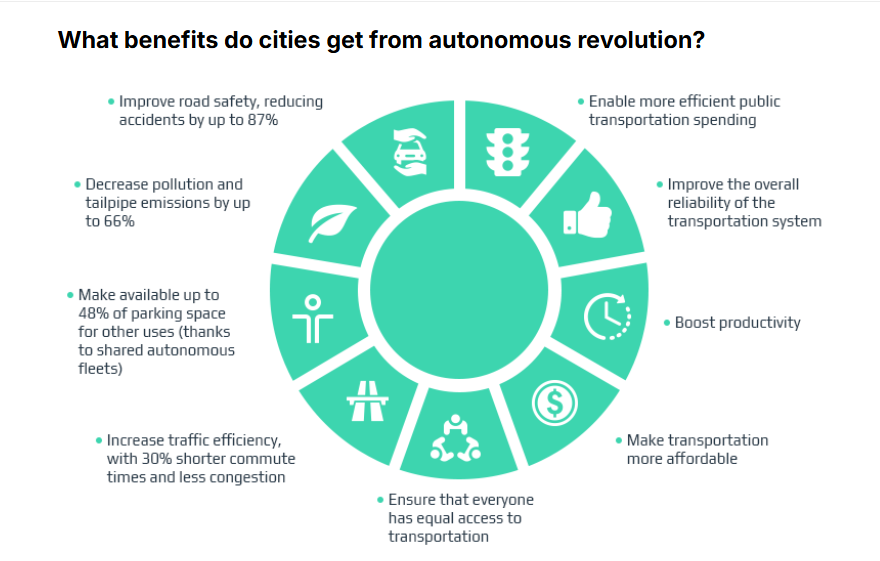 What benefits do cities get from autonomous revolution?
• Improve road safety, reducing
accidents by up to 87%
• Enable more efficient public
transportation spending
• Decrease pollution and
tailpipe emissions by up
to 66%
• Improve the overall
reliability of the
transportation system
• Make available up to
48% of parking space
for other uses (thanks
to shared autonomous
fleets)
• Boost productivity
• Increase traffic efficiency,
with 30% shorter commute
times and less congestion
• Make transportation
more affordable
• Ensure that everyone
has equal access to
transportation
$